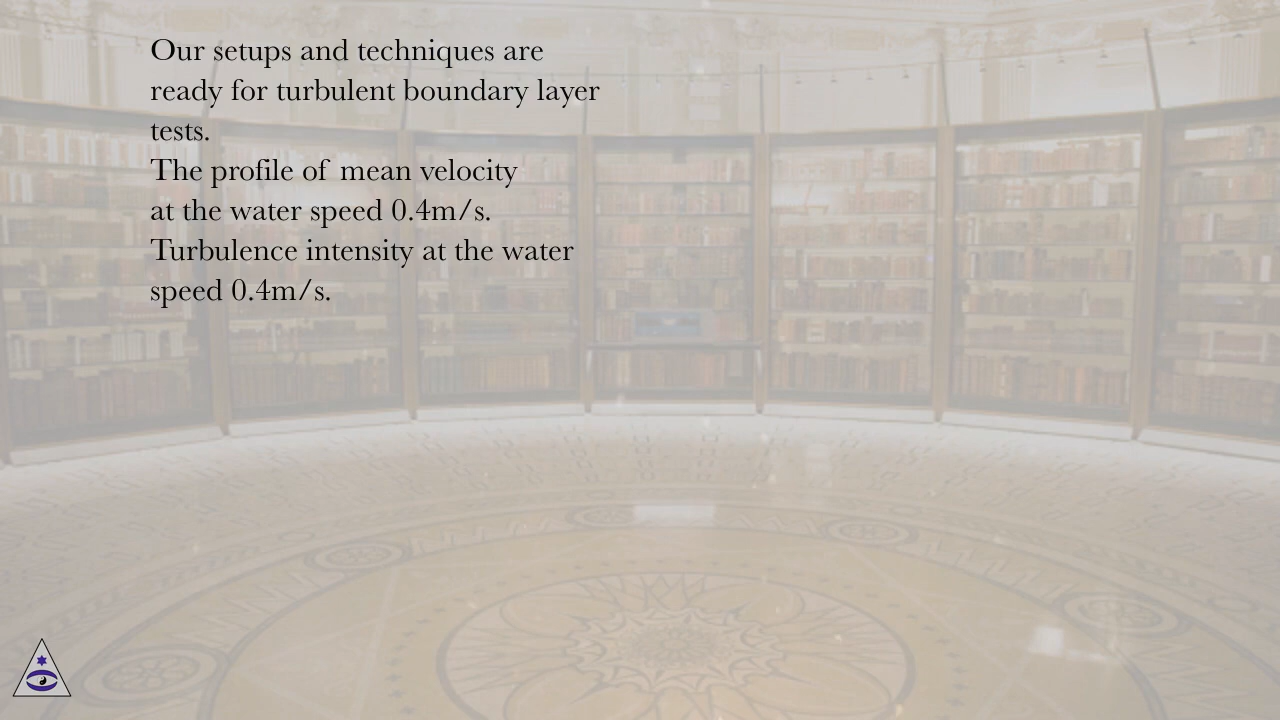 Our setups and techniques are
ready for turbulent boundary layer
tests.
The profile of mean velocity
at the water speed 0.4m/s.
Turbulence intensity at the water
speed 0.4m/s.